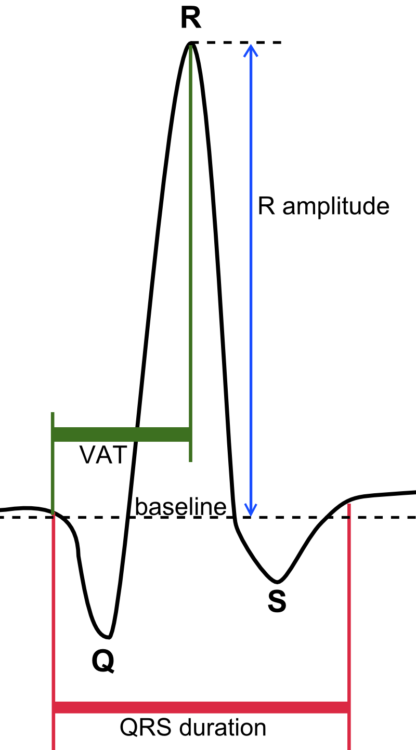 R
R amplitude
VAT
baseline
S
Q
QRS duration